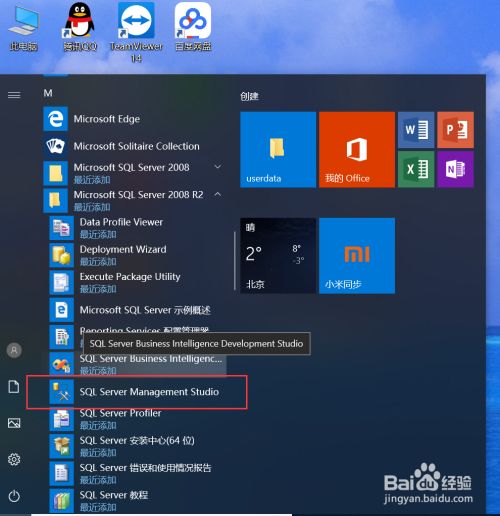 此电脑
腾讯QQ
TeamViewer
14
百度网盘
M
Microsoft Edge
Microsoft Solitaire Collection
Microsoft SQL Server 2008
最近添加
Microsoft SQL Server 2008 R2
最近添加
Data Profile Viewer
最近添加
Deployment Wizard
最近添加
Execute Package Utility
最近添加
Microsoft SQL Server 示例概述
Reporting Services 配置管理器
SQL Server Business Intelligence Development Studio
SQL Server Business Intelligenc...
最近添加
SQL Server Management Studio
SQL Server Profiler
最近添加
SQL Server 安装中心(64 位)
最近添加
SQL Server 错误和使用情况报告
最近添加
SQL Server 教程
最近添加
创建
userdata
我的 Office
晴
2°
8°
-3°
北京
小米同步
Baidu 经验
jingyan.baidu.com